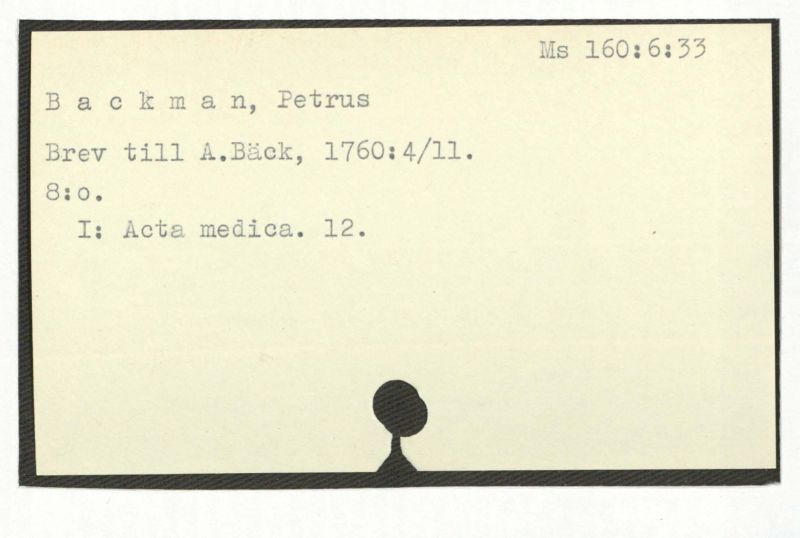 Ms 160:6:33
B a c k m a n, Petrus
Brev till A.Bäck, 1760:4/11.
8:o.
I: Acta medica. 12.